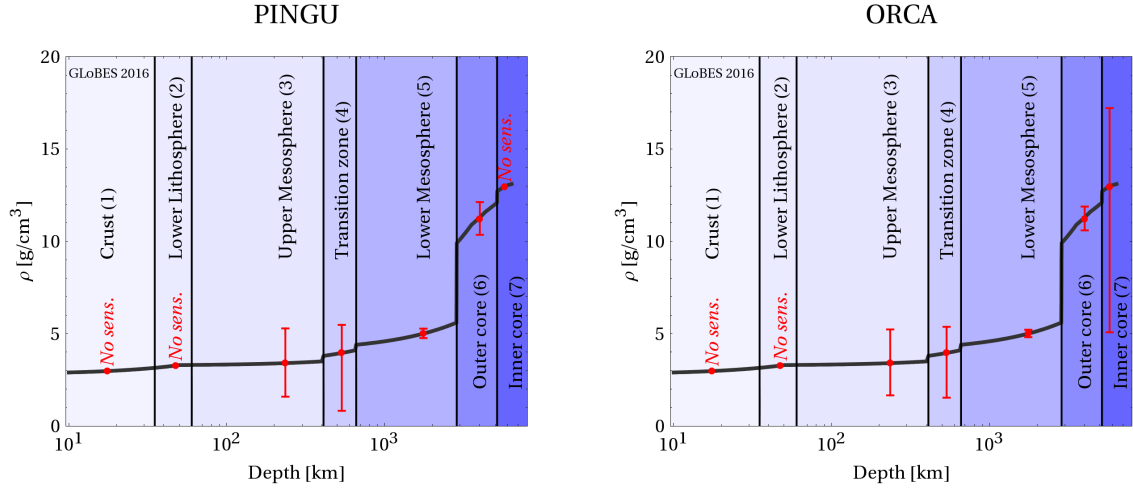 PINGU
20
15
10
5
0
ρ [g/cm³]
GLoBES 2016
Crust (1)
Lower Lithosphere (2)
Upper Mesosphere (3)
Transition zone (4)
Lower Mesosphere (5)
Outer core (6)
Inner core (7)
No sens.
No sens.
No sens.
10¹
10²
10³
Depth [km]
ORCA
20
15
10
5
0
ρ [g/cm³]
GLoBES 2016
Crust (1)
Lower Lithosphere (2)
Upper Mesosphere (3)
Transition zone (4)
Lower Mesosphere (5)
Outer core (6)
Inner core (7)
No sens.
No sens.
10¹
10²
10³
Depth [km]